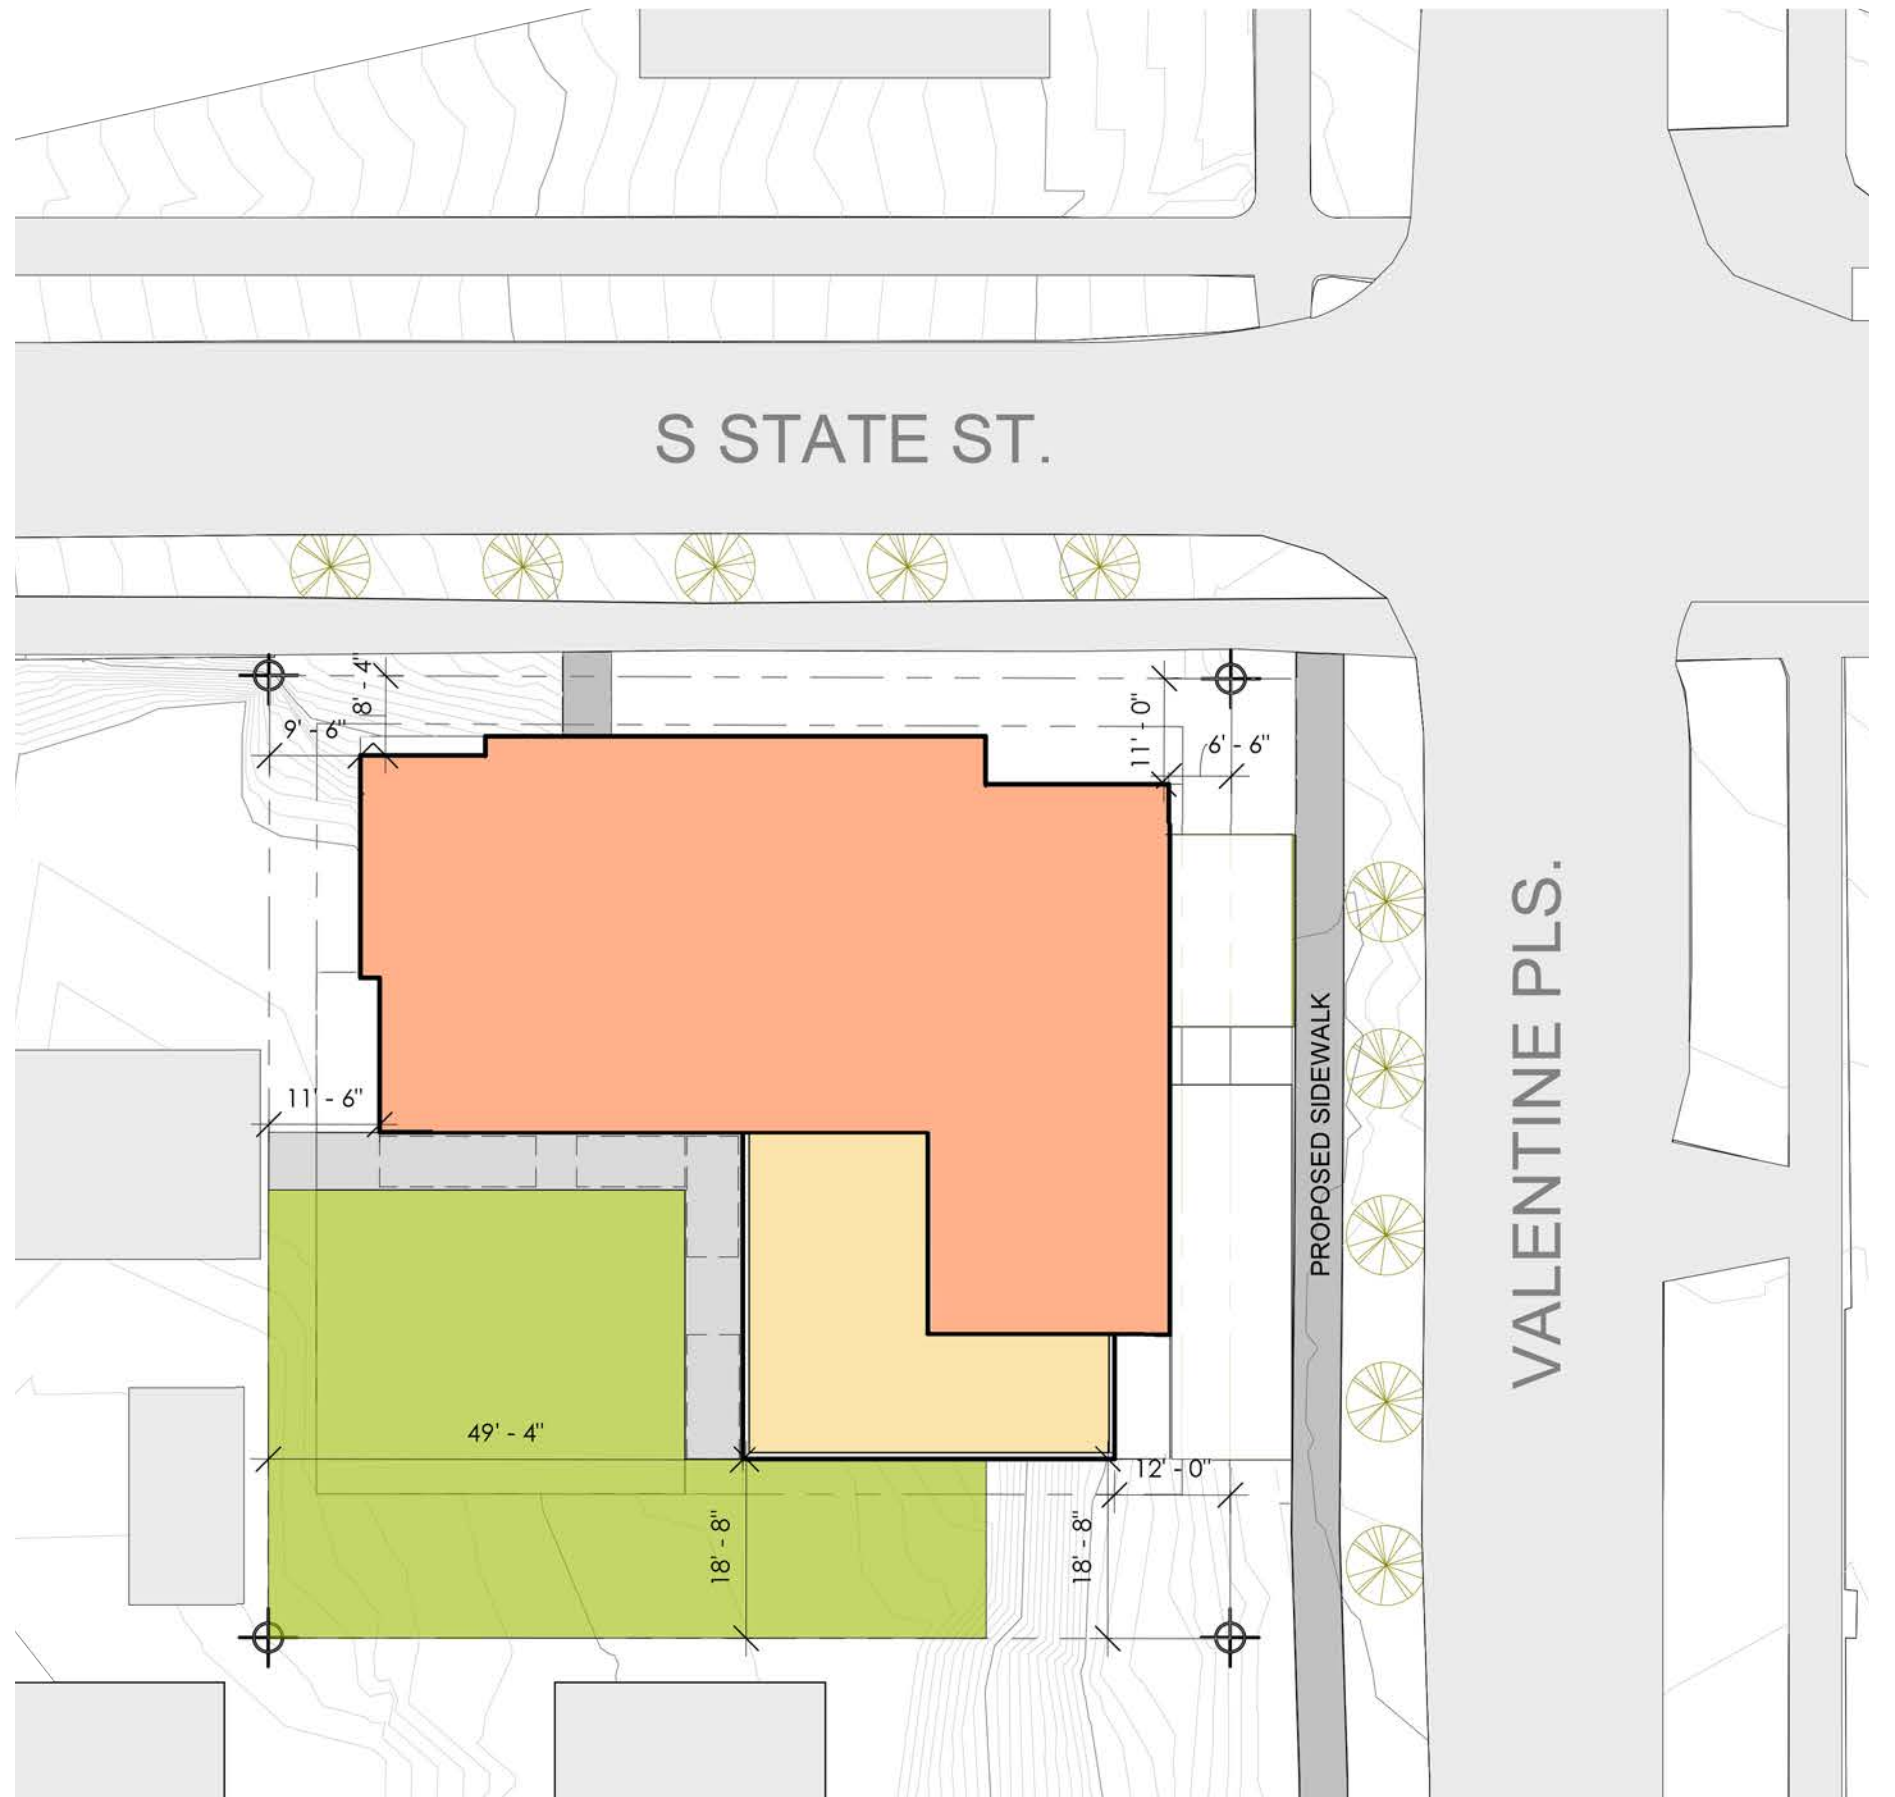 S STATE ST.
8' - 4"
9' - 6"
11' - 0"
6' - 6"
VALENTINE PLS.
PROPOSED SIDEWALK
11' - 6"
49' - 4"
12' - 0"
18' - 8"
18' - 8"